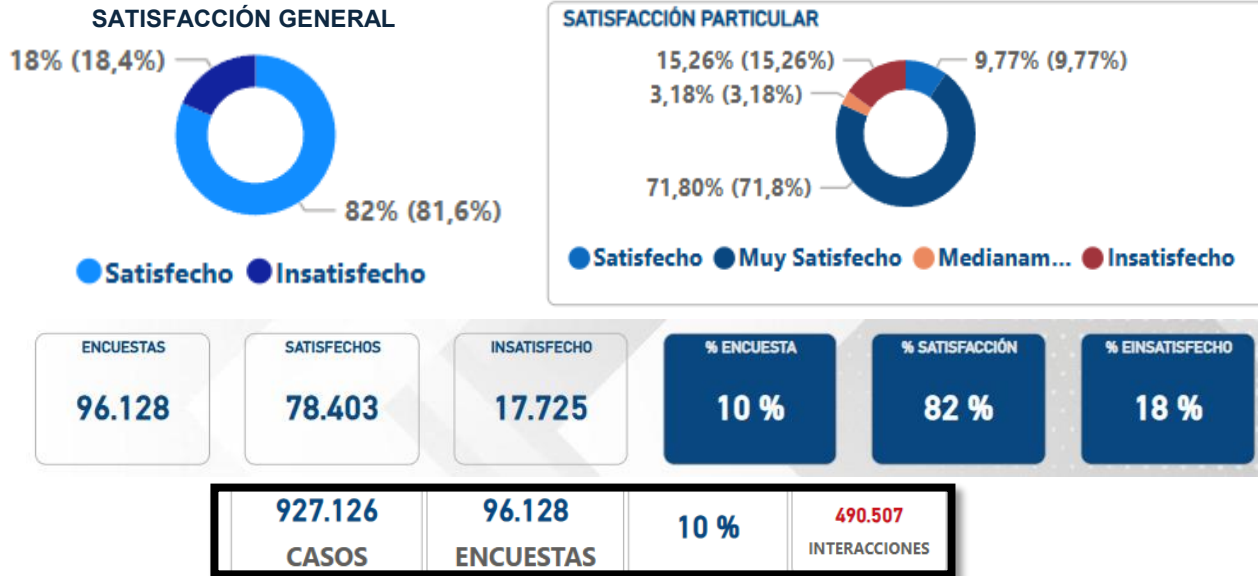 SATISFACCIÓN GENERAL
18% (18,4%)
82% (81,6%)
Satisfecho Insatisfecho
SATISFACCIÓN PARTICULAR
15,26% (15,26%)
9,77% (9,77%)
3,18% (3,18%)
71,80% (71,8%)
Satisfecho Muy Satisfecho Medianam... Insatisfecho
ENCUESTAS
96.128
SATISFECHOS
78.403
INSATISFECHO
17.725
% ENCUESTA
10 %
% SATISFACCIÓN
82 %
% EINSATISFECHO
18 %
927.126
CASOS
96.128
ENCUESTAS
10 %
490.507
INTERACCIONES